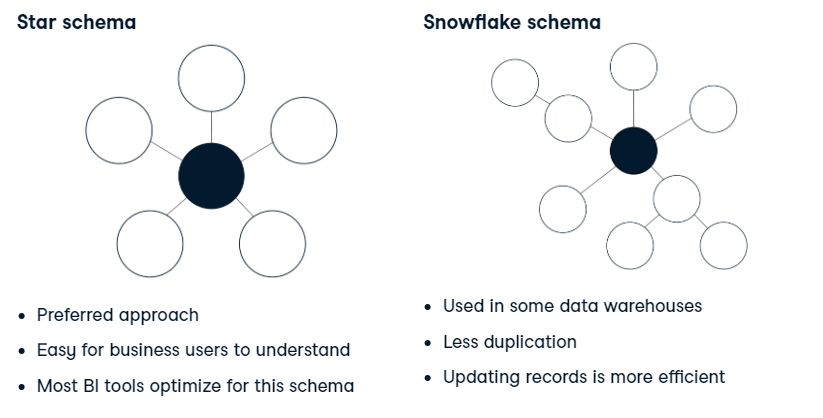 Star schema
• Preferred approach
• Easy for business users to understand
• Most BI tools optimize for this schema
Snowflake schema
• Used in some data warehouses
• Less duplication
• Updating records is more efficient